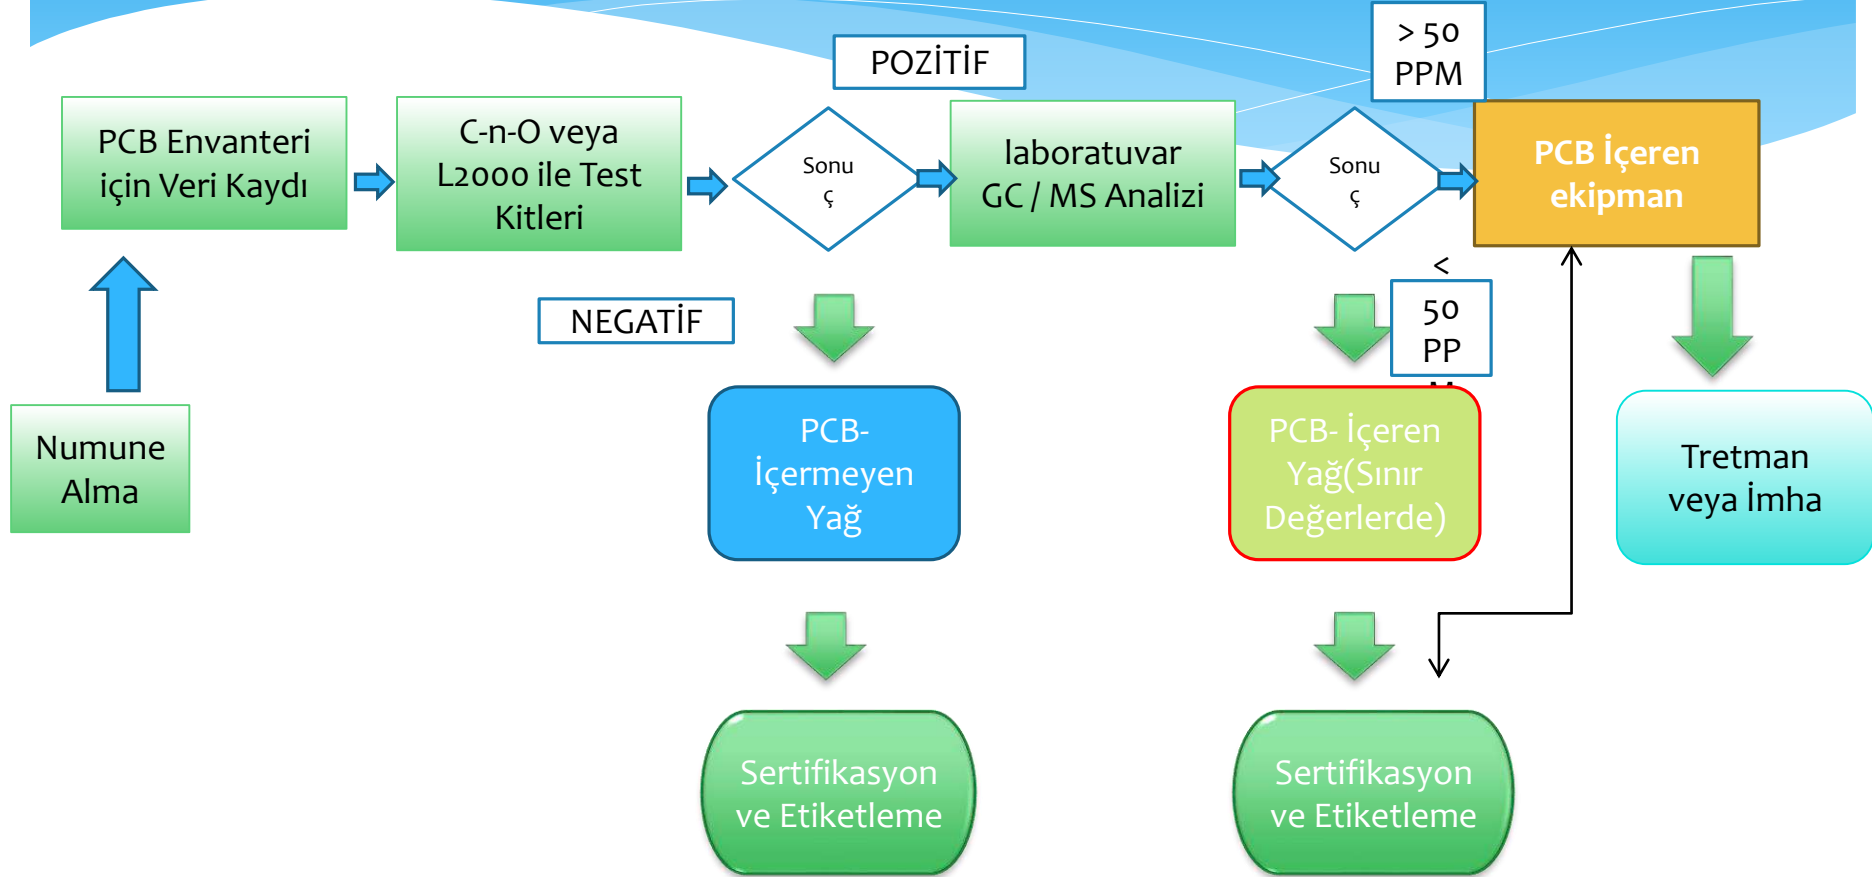 POZİTİF
> 50
PPM
PCB Envanteri
için Veri Kaydı
C-n-O veya
L2000 ile Test
Kitleri
Sonu
ç
laboratuvar
GC / MS Analizi
Sonu
ç
PCB İçeren
ekipman
NEGATİF
<
50
PP
M
Numune
Alma
PCB-
İçermeyen
Yağ
PCB- İçeren
Yağ(Sınır
Değerlerde)
Tretman
veya İmha
Sertifikasyon
ve Etiketleme
Sertifikasyon
ve Etiketleme